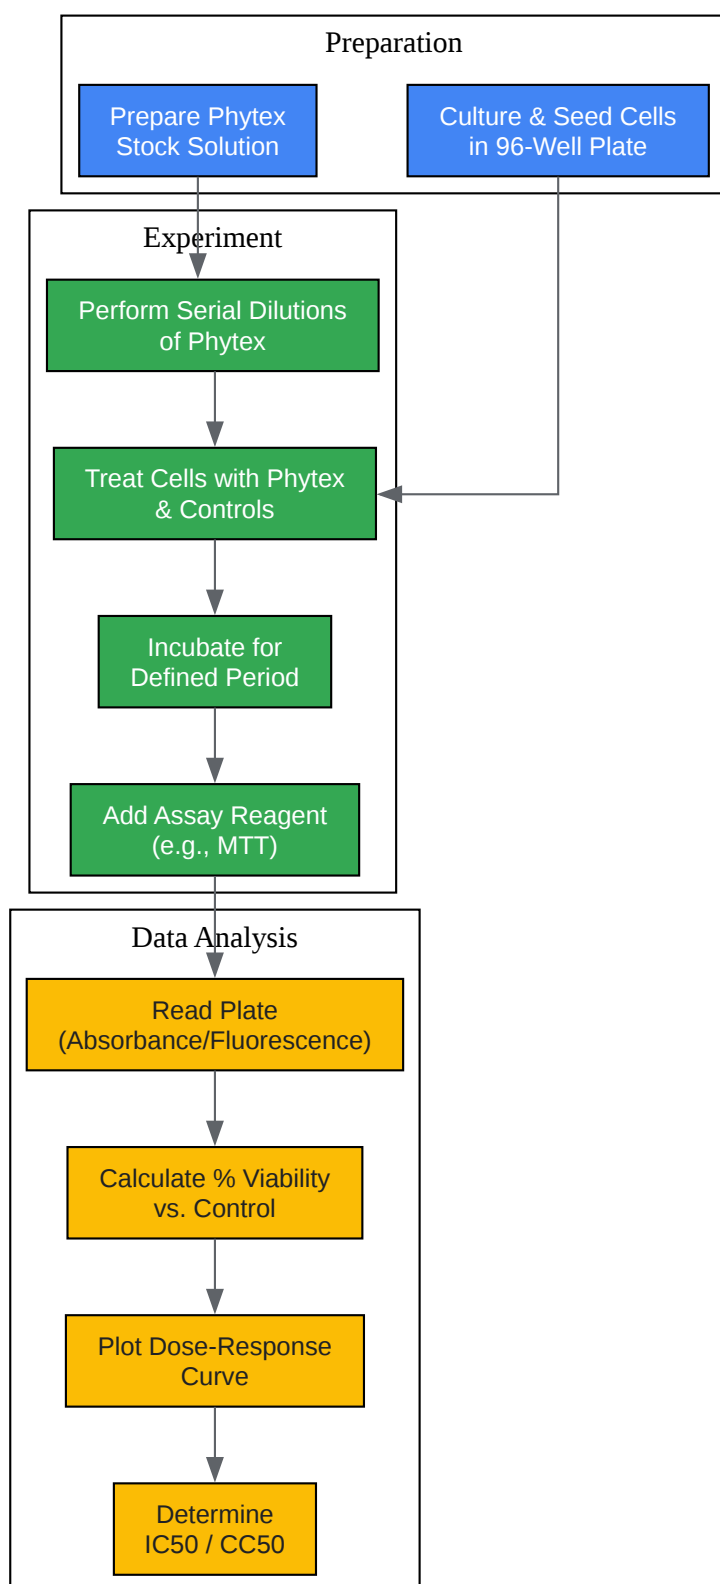 Preparation
Prepare Phytex
Stock Solution
Culture & Seed Cells
in 96-Well Plate
Experiment
Perform Serial Dilutions
of Phytex
Treat Cells with Phytex
& Controls
Incubate for
Defined Period
Add Assay Reagent
(e.g., MTT)
Data Analysis
Read Plate
(Absorbance/Fluorescence)
Calculate % Viability
vs. Control
Plot Dose-Response
Curve
Determine
IC50 / CC50